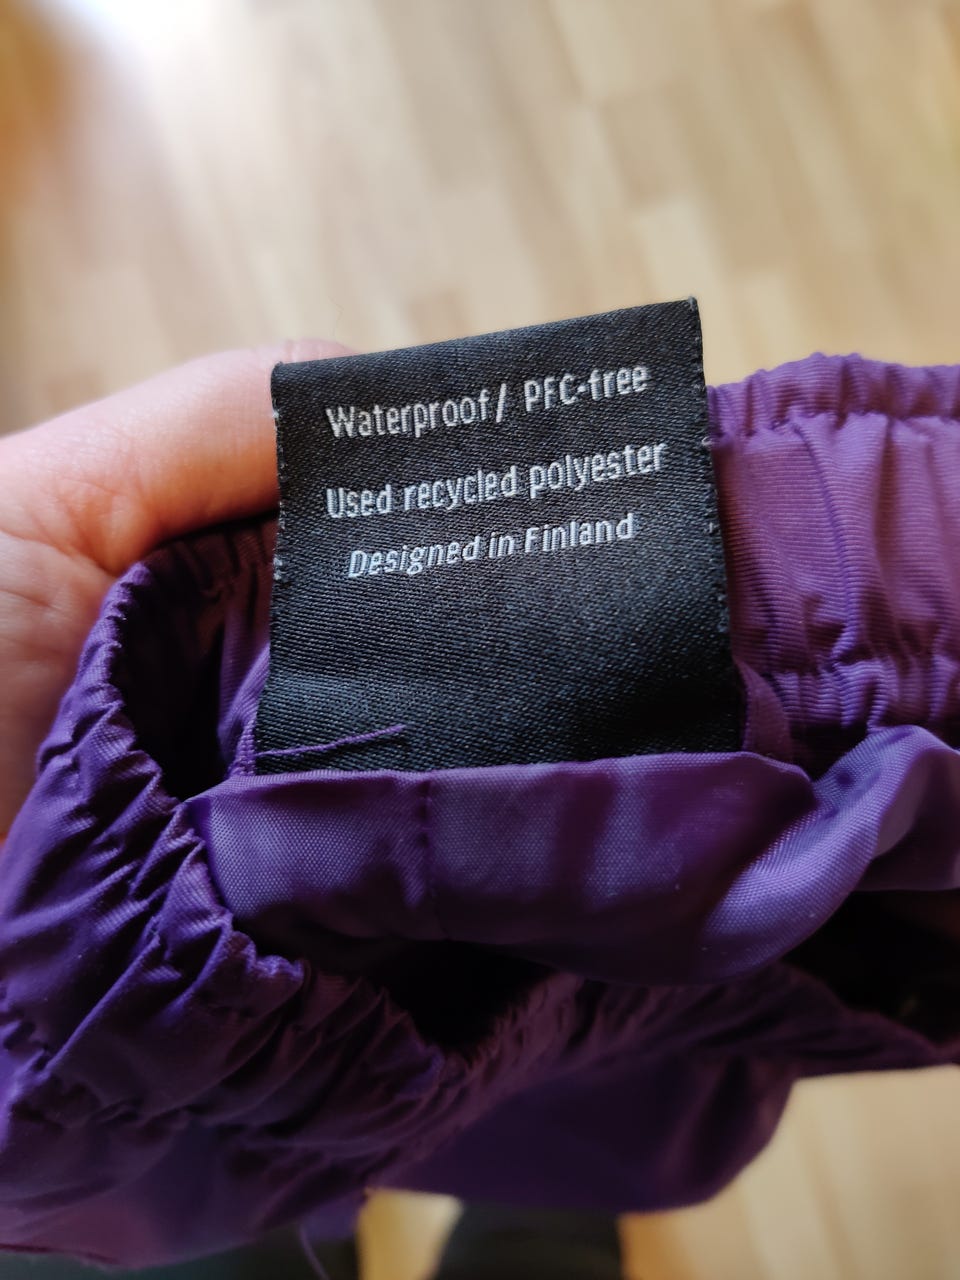 Waterproof/ PFC-free
Used recycled polyester
Designed in Finland